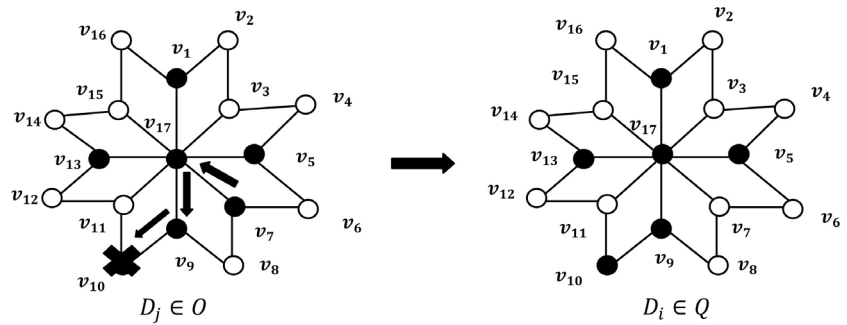 v16 v2
v1
v15 v3 v4
v14 v17
v13 v5
v12
v11 v7 v6
v10 v9 v8
Dj ∈ O
v16 v2
v1
v15 v3 v4
v14 v17
v13 v5
v12
v11 v7 v6
v10 v9 v8
Di ∈ Q